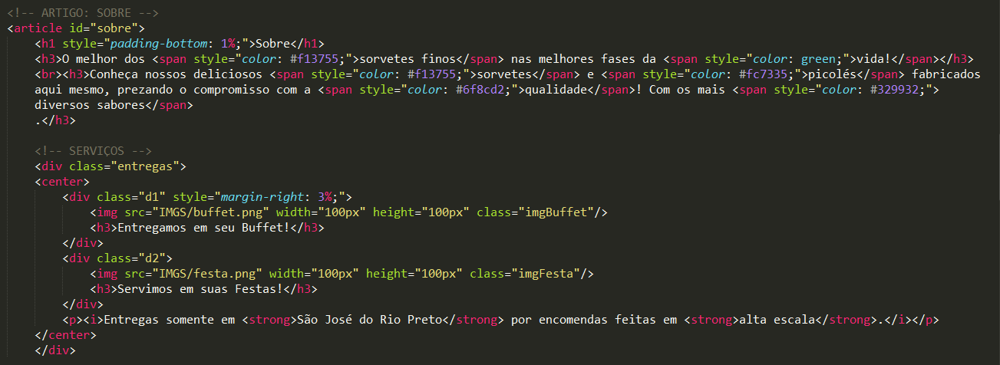 <!-- ARTIGO: SOBRE -->
<article id="sobre">
    <h1 style="padding-bottom: 1%;">Sobre</h1>
    <h3>O melhor dos <span style="color: #f13755;">sorvetes finos</span> nas melhores fases da <span style="color: green;">vida!</span></h3>
    <br><h3>Conheça nossos deliciosos <span style="color: #f13755;">sorvetes</span> e <span style="color: #fc7335;">picolés</span> fabricados
    aqui mesmo, prezando o compromisso com a <span style="color: #6f8cd2;">qualidade</span>! Com os mais <span style="color: #329932;">
    diversos sabores</span>
    .</h3>

    <!-- SERVIÇOS -->
    <div class="entregas">
    <center>
        <div class="d1" style="margin-right: 3%;">
            <img src="IMGS/buffet.png" width="100px" height="100px" class="imgBuffet"/>
            <h3>Entregamos em seu Buffet!</h3>
        </div>
        <div class="d2">
            <img src="IMGS/festa.png" width="100px" height="100px" class="imgFesta"/>
            <h3>Servimos em suas Festas!</h3>
        </div>
        <p><i>Entregas somente em <strong>São José do Rio Preto</strong> por encomendas feitas em <strong>alta escala</strong>.</i></p>
    </center>
    </div>